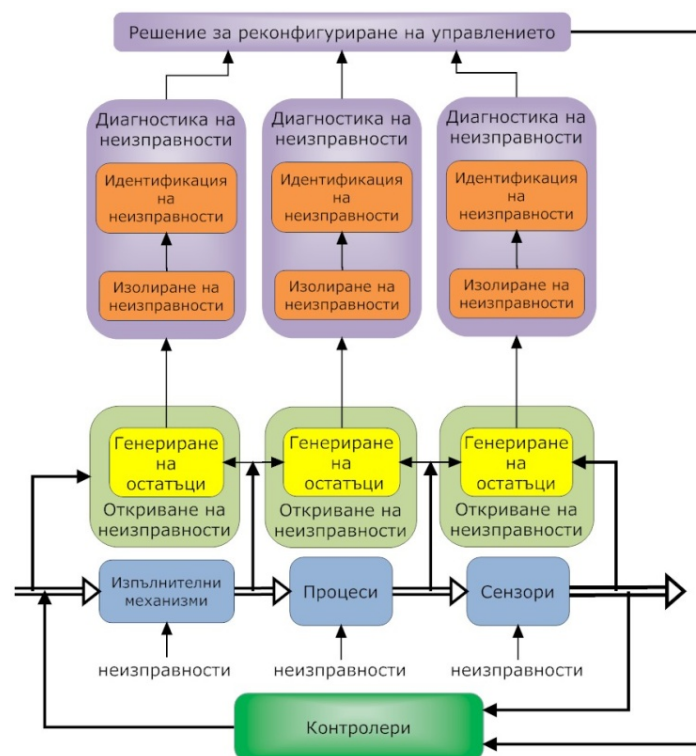 Решение за реконфигуриране на управлението
Диагностика на
неизправности
Идентификация
на
неизправности
Изолиране на
неизправности
Диагностика на
неизправности
Идентификация
на
неизправности
Изолиране на
неизправности
Диагностика на
неизправности
Идентификация
на
неизправности
Изолиране на
неизправности
Генериране
на
остатъци
Откриване на
неизправности
Генериране
на
остатъци
Откриване на
неизправности
Генериране
на
остатъци
Откриване на
неизправности
Изпълнителни
механизми
Процеси
Сензори
неизправности
неизправности
неизправности
Контролери